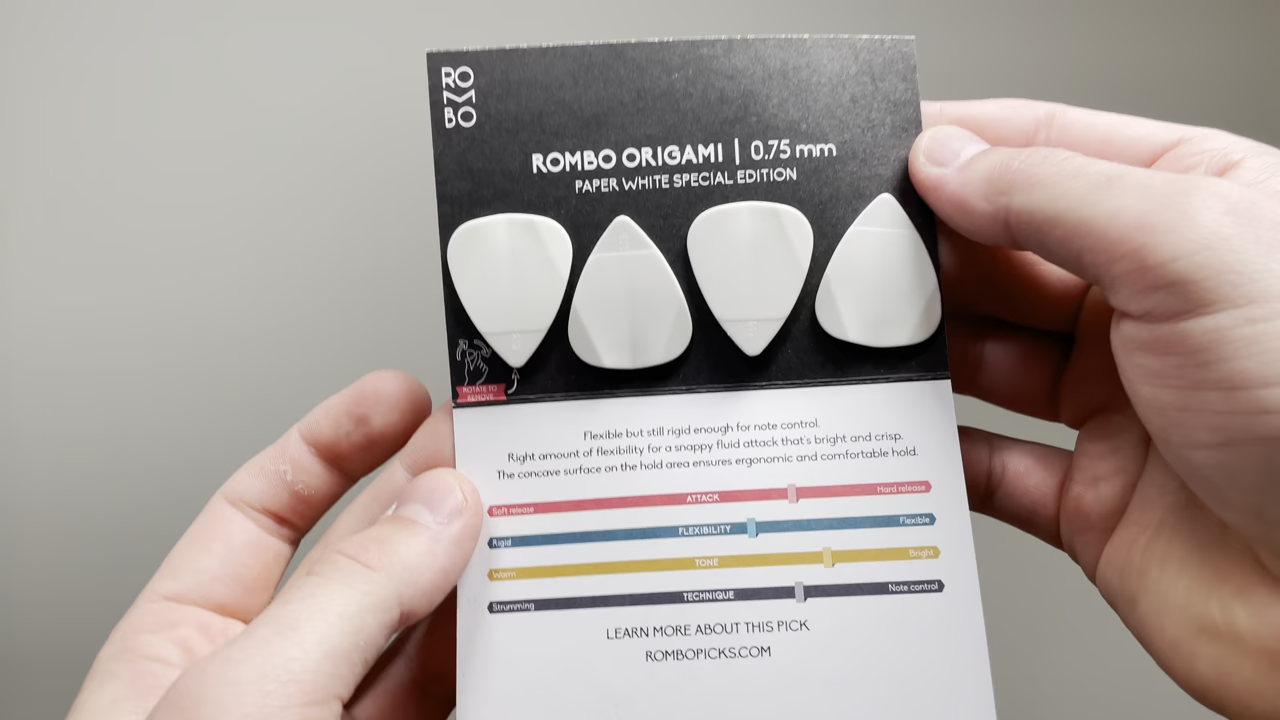 RO
M
BO
ROMBO ORIGAMI | 0.75 mm
PAPER WHITE SPECIAL EDITION
ROTATE TO
REMOVE
Flexible but still rigid enough for note control.
Right amount of flexibility for a snappy fluid attack that's bright and crisp.
The concave surface on the hold area ensures ergonomic and comfortable hold.
Soft release ATTACK Hard release
Rigid FLEXIBILITY Flexible
Warm TONE Bright
Strumming TECHNIQUE Note control
LEARN MORE ABOUT THIS PICK
ROMBOPICKS.COM